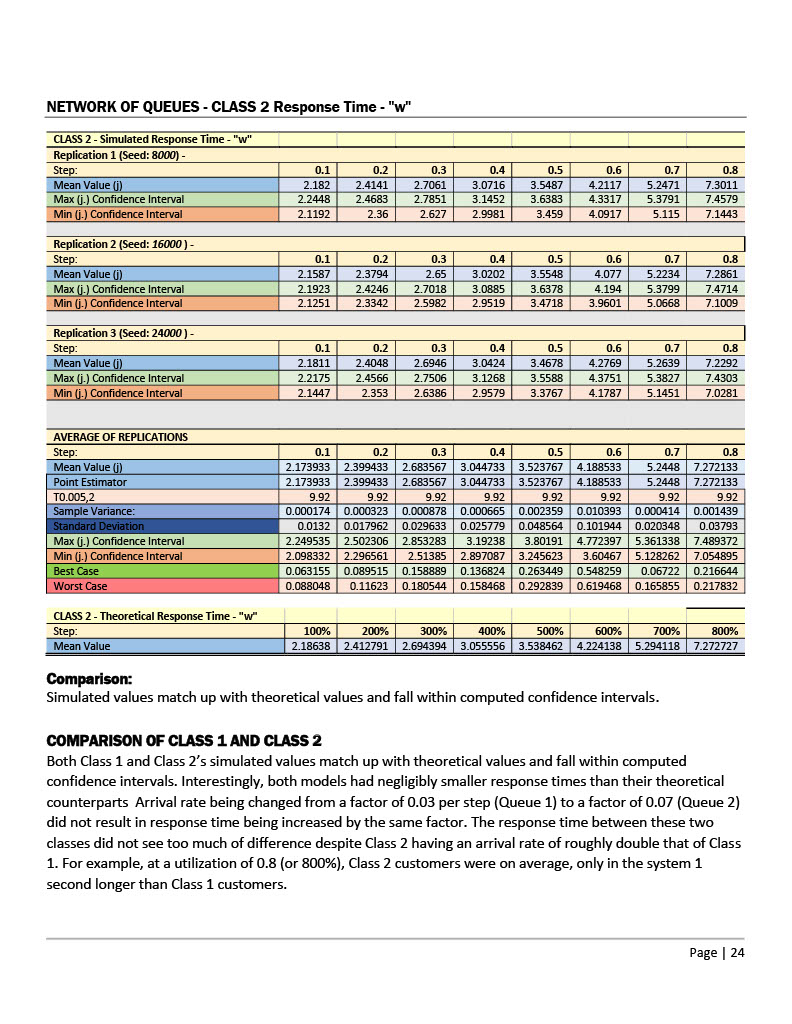 NETWORK OF QUEUES - CLASS 2 Response Time - "w"
CLASS 2 - Simulated Response Time - "w"
Replication 1 (Seed: 8000) -
Step: 0.1 0.2 0.3 0.4 0.5 0.6 0.7 0.8
Mean Value (j) 2.182 2.4141 2.7061 3.0716 3.5487 4.2117 5.2471 7.3011
Max (j.) Confidence Interval 2.2448 2.4683 2.7851 3.1452 3.6383 4.3317 5.3791 7.4579
Min (j.) Confidence Interval 2.1192 2.36 2.627 2.9981 3.459 4.0917 5.115 7.1443
Replication 2 (Seed: 16000 ) -
Step: 0.1 0.2 0.3 0.4 0.5 0.6 0.7 0.8
Mean Value (j) 2.1587 2.3794 2.65 3.0202 3.5548 4.077 5.2234 7.2861
Max (j.) Confidence Interval 2.1923 2.4246 2.7018 3.0885 3.6378 4.194 5.3799 7.4714
Min (j.) Confidence Interval 2.1251 2.3342 2.5982 2.9519 3.4718 3.9601 5.0668 7.1009
Replication 3 (Seed: 24000 ) -
Step: 0.1 0.2 0.3 0.4 0.5 0.6 0.7 0.8
Mean Value (j) 2.1811 2.4048 2.6946 3.0424 3.4678 4.2769 5.2639 7.2292
Max (j.) Confidence Interval 2.2175 2.4566 2.7506 3.1268 3.5588 4.3751 5.3827 7.4303
Min (j.) Confidence Interval 2.1447 2.353 2.6386 2.9579 3.3767 4.1787 5.1451 7.0281
AVERAGE OF REPLICATIONS
Step: 0.1 0.2 0.3 0.4 0.5 0.6 0.7 0.8
Mean Value (j) 2.173933 2.399433 2.683567 3.044733 3.523767 4.188533 5.2448 7.272133
Point Estimator 2.173933 2.399433 2.683567 3.044733 3.523767 4.188533 5.2448 7.272133
T0.005,2 9.92 9.92 9.92 9.92 9.92 9.92 9.92 9.92
Sample Variance: 0.000174 0.000323 0.000878 0.000665 0.002359 0.010393 0.000414 0.001439
Standard Deviation 0.0132 0.017962 0.029633 0.025779 0.048564 0.101944 0.020348 0.03793
Max (j.) Confidence Interval 2.249535 2.502306 2.853283 3.19238 3.80191 4.772397 5.361338 7.489372
Min (j.) Confidence Interval 2.098332 2.296561 2.51385 2.897087 3.245623 3.60467 5.128262 7.054895
Best Case 0.063155 0.089515 0.158889 0.136824 0.263449 0.548259 0.06722 0.216644
Worst Case 0.088048 0.11623 0.180544 0.158468 0.292839 0.619468 0.165855 0.217832
CLASS 2 - Theoretical Response Time - "w"
Step: 100% 200% 300% 400% 500% 600% 700% 800%
Mean Value 2.18638 2.412791 2.694394 3.055556 3.538462 4.224138 5.294118 7.272727
Comparison:
Simulated values match up with theoretical values and fall within computed confidence intervals.
COMPARISON OF CLASS 1 AND CLASS 2
Both Class 1 and Class 2's simulated values match up with theoretical values and fall within computed
confidence intervals. Interestingly, both models had negligibly smaller response times than their theoretical
counterparts Arrival rate being changed from a factor of 0.03 per step (Queue 1) to a factor of 0.07 (Queue 2)
did not result in response time being increased by the same factor. The response time between these two
classes did not see too much of difference despite Class 2 having an arrival rate of roughly double that of Class
1. For example, at a utilization of 0.8 (or 800%), Class 2 customers were on average, only in the system 1
second longer than Class 1 customers.
Page | 24